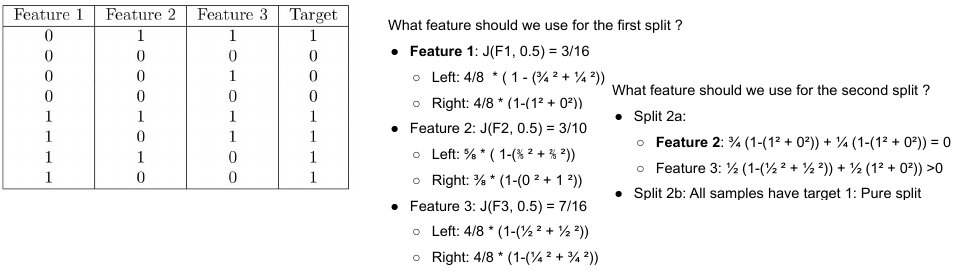 Feature 1 Feature 2 Feature 3 Target
0 1 1 1
0 0 0 0
0 0 1 0
0 0 0 0
1 1 1 1
1 0 1 1
1 1 0 1
1 0 0 1
What feature should we use for the first split ?
● Feature 1: J(F1, 0.5) = 3/16
○ Left: 4/8 * ( 1 - (¾ ² + ¼ ²))
○ Right: 4/8 * (1-(1² + 0²))
● Feature 2: J(F2, 0.5) = 3/10
○ Left: ⅝ * ( 1-(⅗ ² + ⅖ ²))
○ Right: ⅜ * (1-(0 ² + 1 ²))
● Feature 3: J(F3, 0.5) = 7/16
○ Left: 4/8 * (1-(½ ² + ½ ²))
○ Right: 4/8 * (1-(¼ ² + ¾ ²))
What feature should we use for the second split ?
● Split 2a:
○ Feature 2: ¾ (1-(1² + 0²)) + ¼ (1-(1² + 0²)) = 0
○ Feature 3: ½ (1-(½ ² + ½ ²)) + ½ (1² + 0²)) >0
● Split 2b: All samples have target 1: Pure split